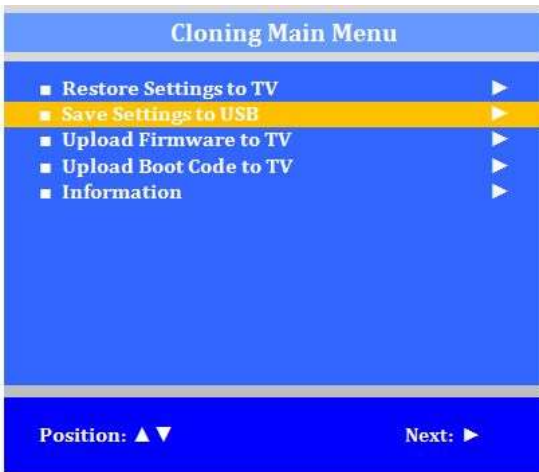 Cloning Main Menu
■ Restore Settings to TV ►
■ Save Settings to USB ►
■ Upload Firmware to TV ►
■ Upload Boot Code to TV ►
■ Information ►
Position: ▲▼ Next: ►